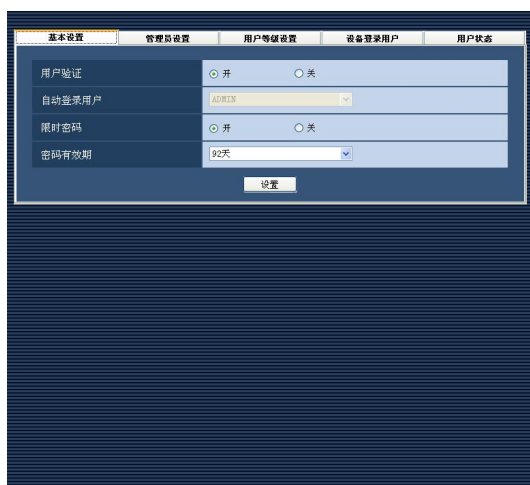 基本设置 管理员设置 用户等级设置 设备登录用户 用户状态
用户验证 开 关
自动登录用户 ADMIN
限时密码 开 关
密码有效期 92天
设置